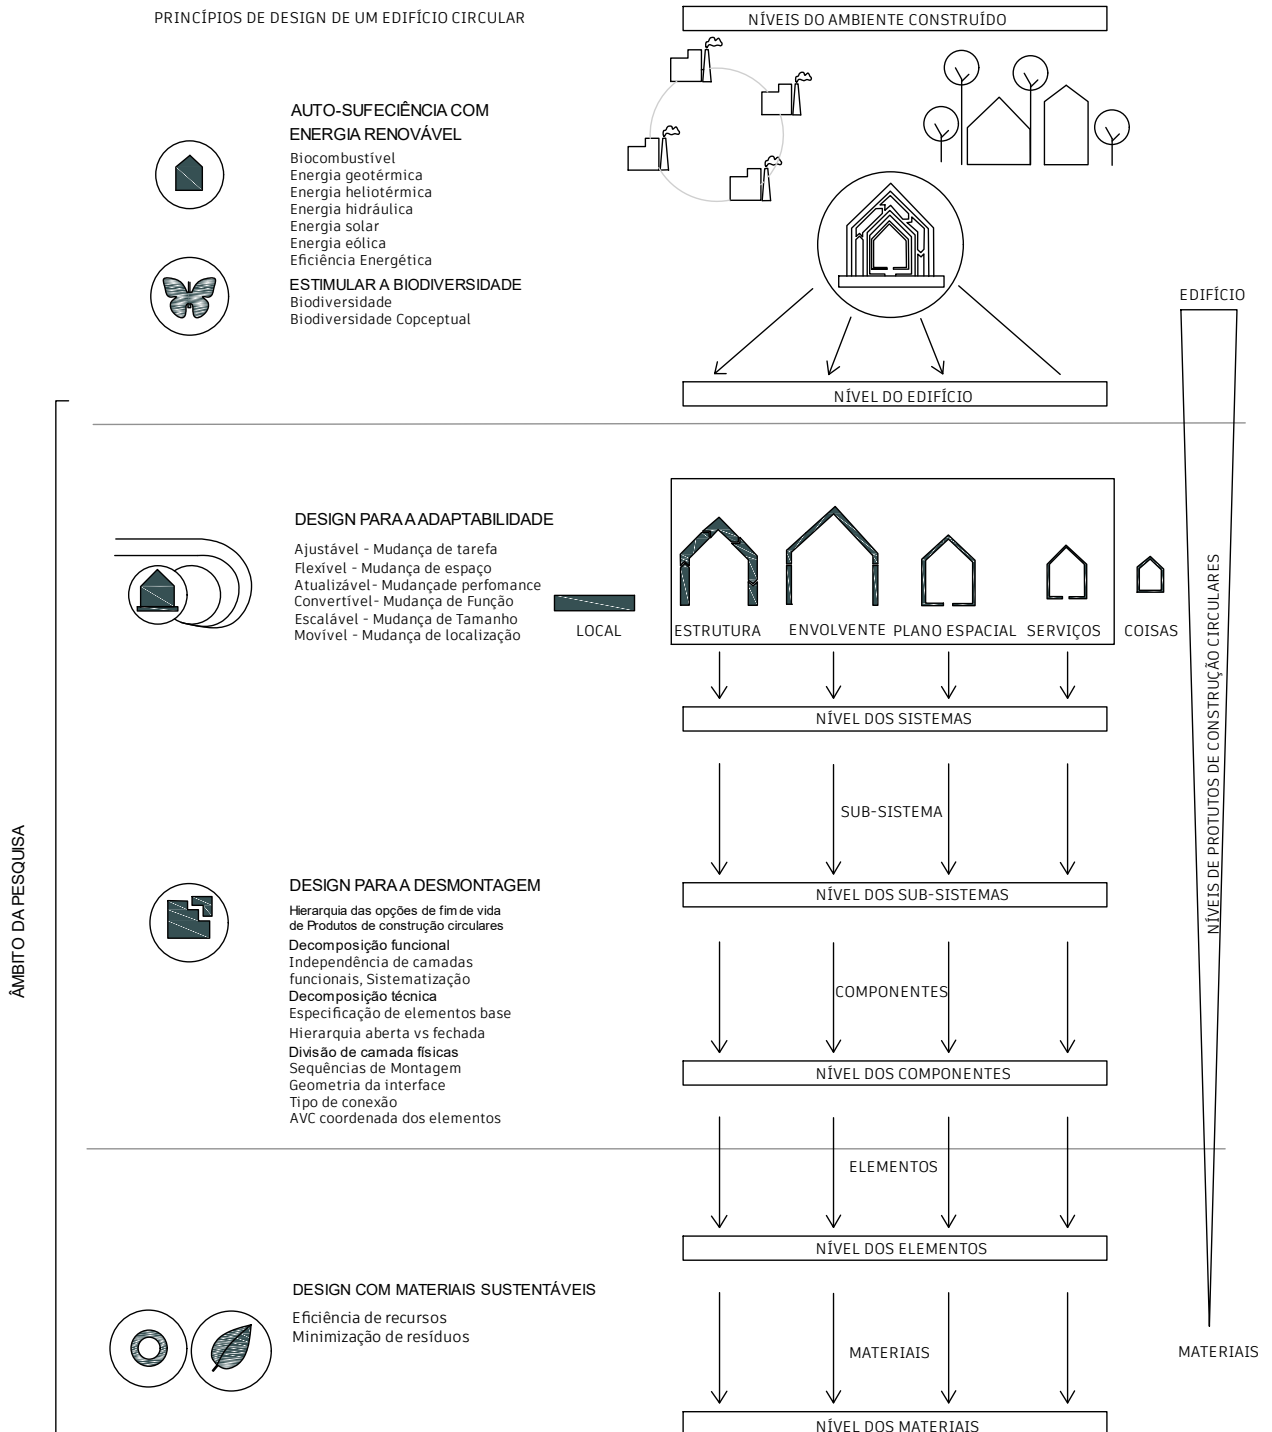 PRINCÍPIOS DE DESIGN DE UM EDIFÍCIO CIRCULAR
NÍVEIS DO AMBIENTE CONSTRUÍDO
AUTO-SUFECIÊNCIA COM
ENERGIA RENOVÁVEL
Biocombustível
Energia geotérmica
Energia heliotérmica
Energia hidráulica
Energia solar
Energia eólica
Eficiência Energética
ESTIMULAR A BIODIVERSIDADE
Biodiversidade
Biodiversidade Copceptual
EDIFÍCIO
NÍVEL DO EDIFÍCIO
DESIGN PARA A ADAPTABILIDADE
Ajustável - Mudança de tarefa
Flexível - Mudança de espaço
Atualizável- Mudançade perfomance
Convertível- Mudança de Função
Escalável - Mudança de Tamanho
Movível - Mudança de localização
LOCAL
ESTRUTURA
ENVOLVENTE
PLANO ESPACIAL
SERVIÇOS
COISAS
NÍVEL DOS SISTEMAS
SUB-SISTEMA
NÍVEL DOS SUB-SISTEMAS
NÍVEIS DE PROTUTOS DE CONSTRUÇÃO CIRCULARES
ÂMBITO DA PESQUISA
DESIGN PARA A DESMONTAGEM
Hierarquia das opções de fim de vida
de Produtos de construção circulares
Decomposição funcional
Independência de camadas
funcionais, Sistematização
Decomposição técnica
Especificação de elementos base
Hierarquia aberta vs fechada
Divisão de camada físicas
Sequências de Montagem
Geometria da interface
Tipo de conexão
AVC coordenada dos elementos
COMPONENTES
NÍVEL DOS COMPONENTES
ELEMENTOS
NÍVEL DOS ELEMENTOS
DESIGN COM MATERIAIS SUSTENTÁVEIS
Eficiência de recursos
Minimização de resíduos
MATERIAIS
MATERIAIS
NÍVEL DOS MATERIAIS